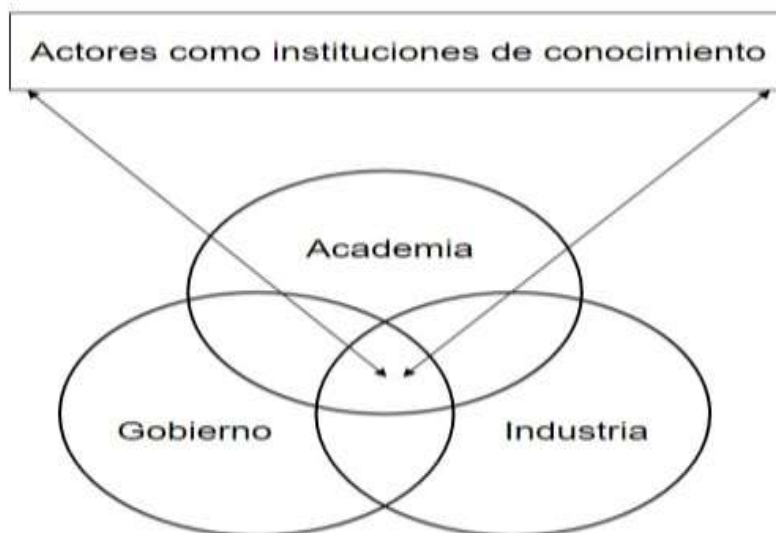 Actores como instituciones de conocimiento
Academia
Gobierno
Industria